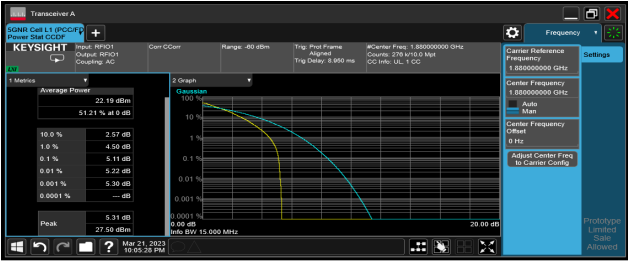 Transceiver A
5GNR Cell L1 (PCC/F
Power Stat CCDF
Frequency
KEYSIGHT
Input: RFIO1
Output: RFIO1
Coupling: AC
Corr CCorr
Range: -60 dBm
Trig: Prot Frame
Aligned
Trig Delay: 8.950 ms
#Center Freq: 1.880000000 GHz
Counts: 276 k/10.0 Mpt
CC Info: UL, 1 CC
1 Metrics
Average Power
22.19 dBm
51.21 % at 0 dB
10.0 % 2.57 dB
1.0 % 4.50 dB
0.1 % 5.11 dB
0.01 % 5.22 dB
0.001 % 5.30 dB
0.0001 % --- dB
Peak
5.31 dB
27.50 dBm
2 Graph
Gaussian
100 %
10 %
1 %
0.1 %
0.01 %
0.001 %
0.0001 %
0.00 dB
20.00 dB
Info BW 15.000 MHz
Carrier Reference
Frequency
1.880000000 GHz
Center Frequency
1.880000000 GHz
Auto
Man
Center Frequency
Offset
0 Hz
Adjust Center Freq
to Carrier Config
Settings
Prototype
Limited
Sale
Allowed
?
Mar 21, 2023
10:05:28 PM